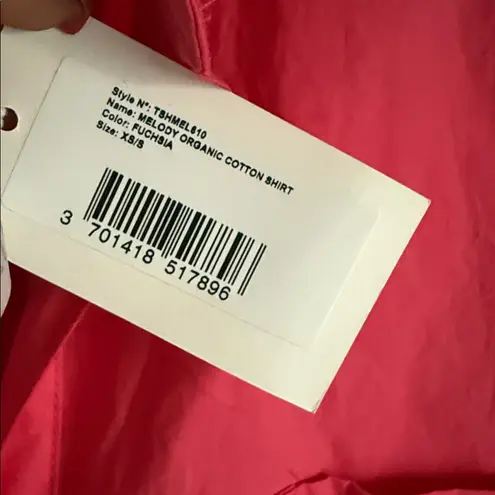 Style N°: TSHMEL610
Name: MELODY ORGANIC COTTON SHIRT
Color: FUCHSIA
Size: XS/S
3 701418 517896